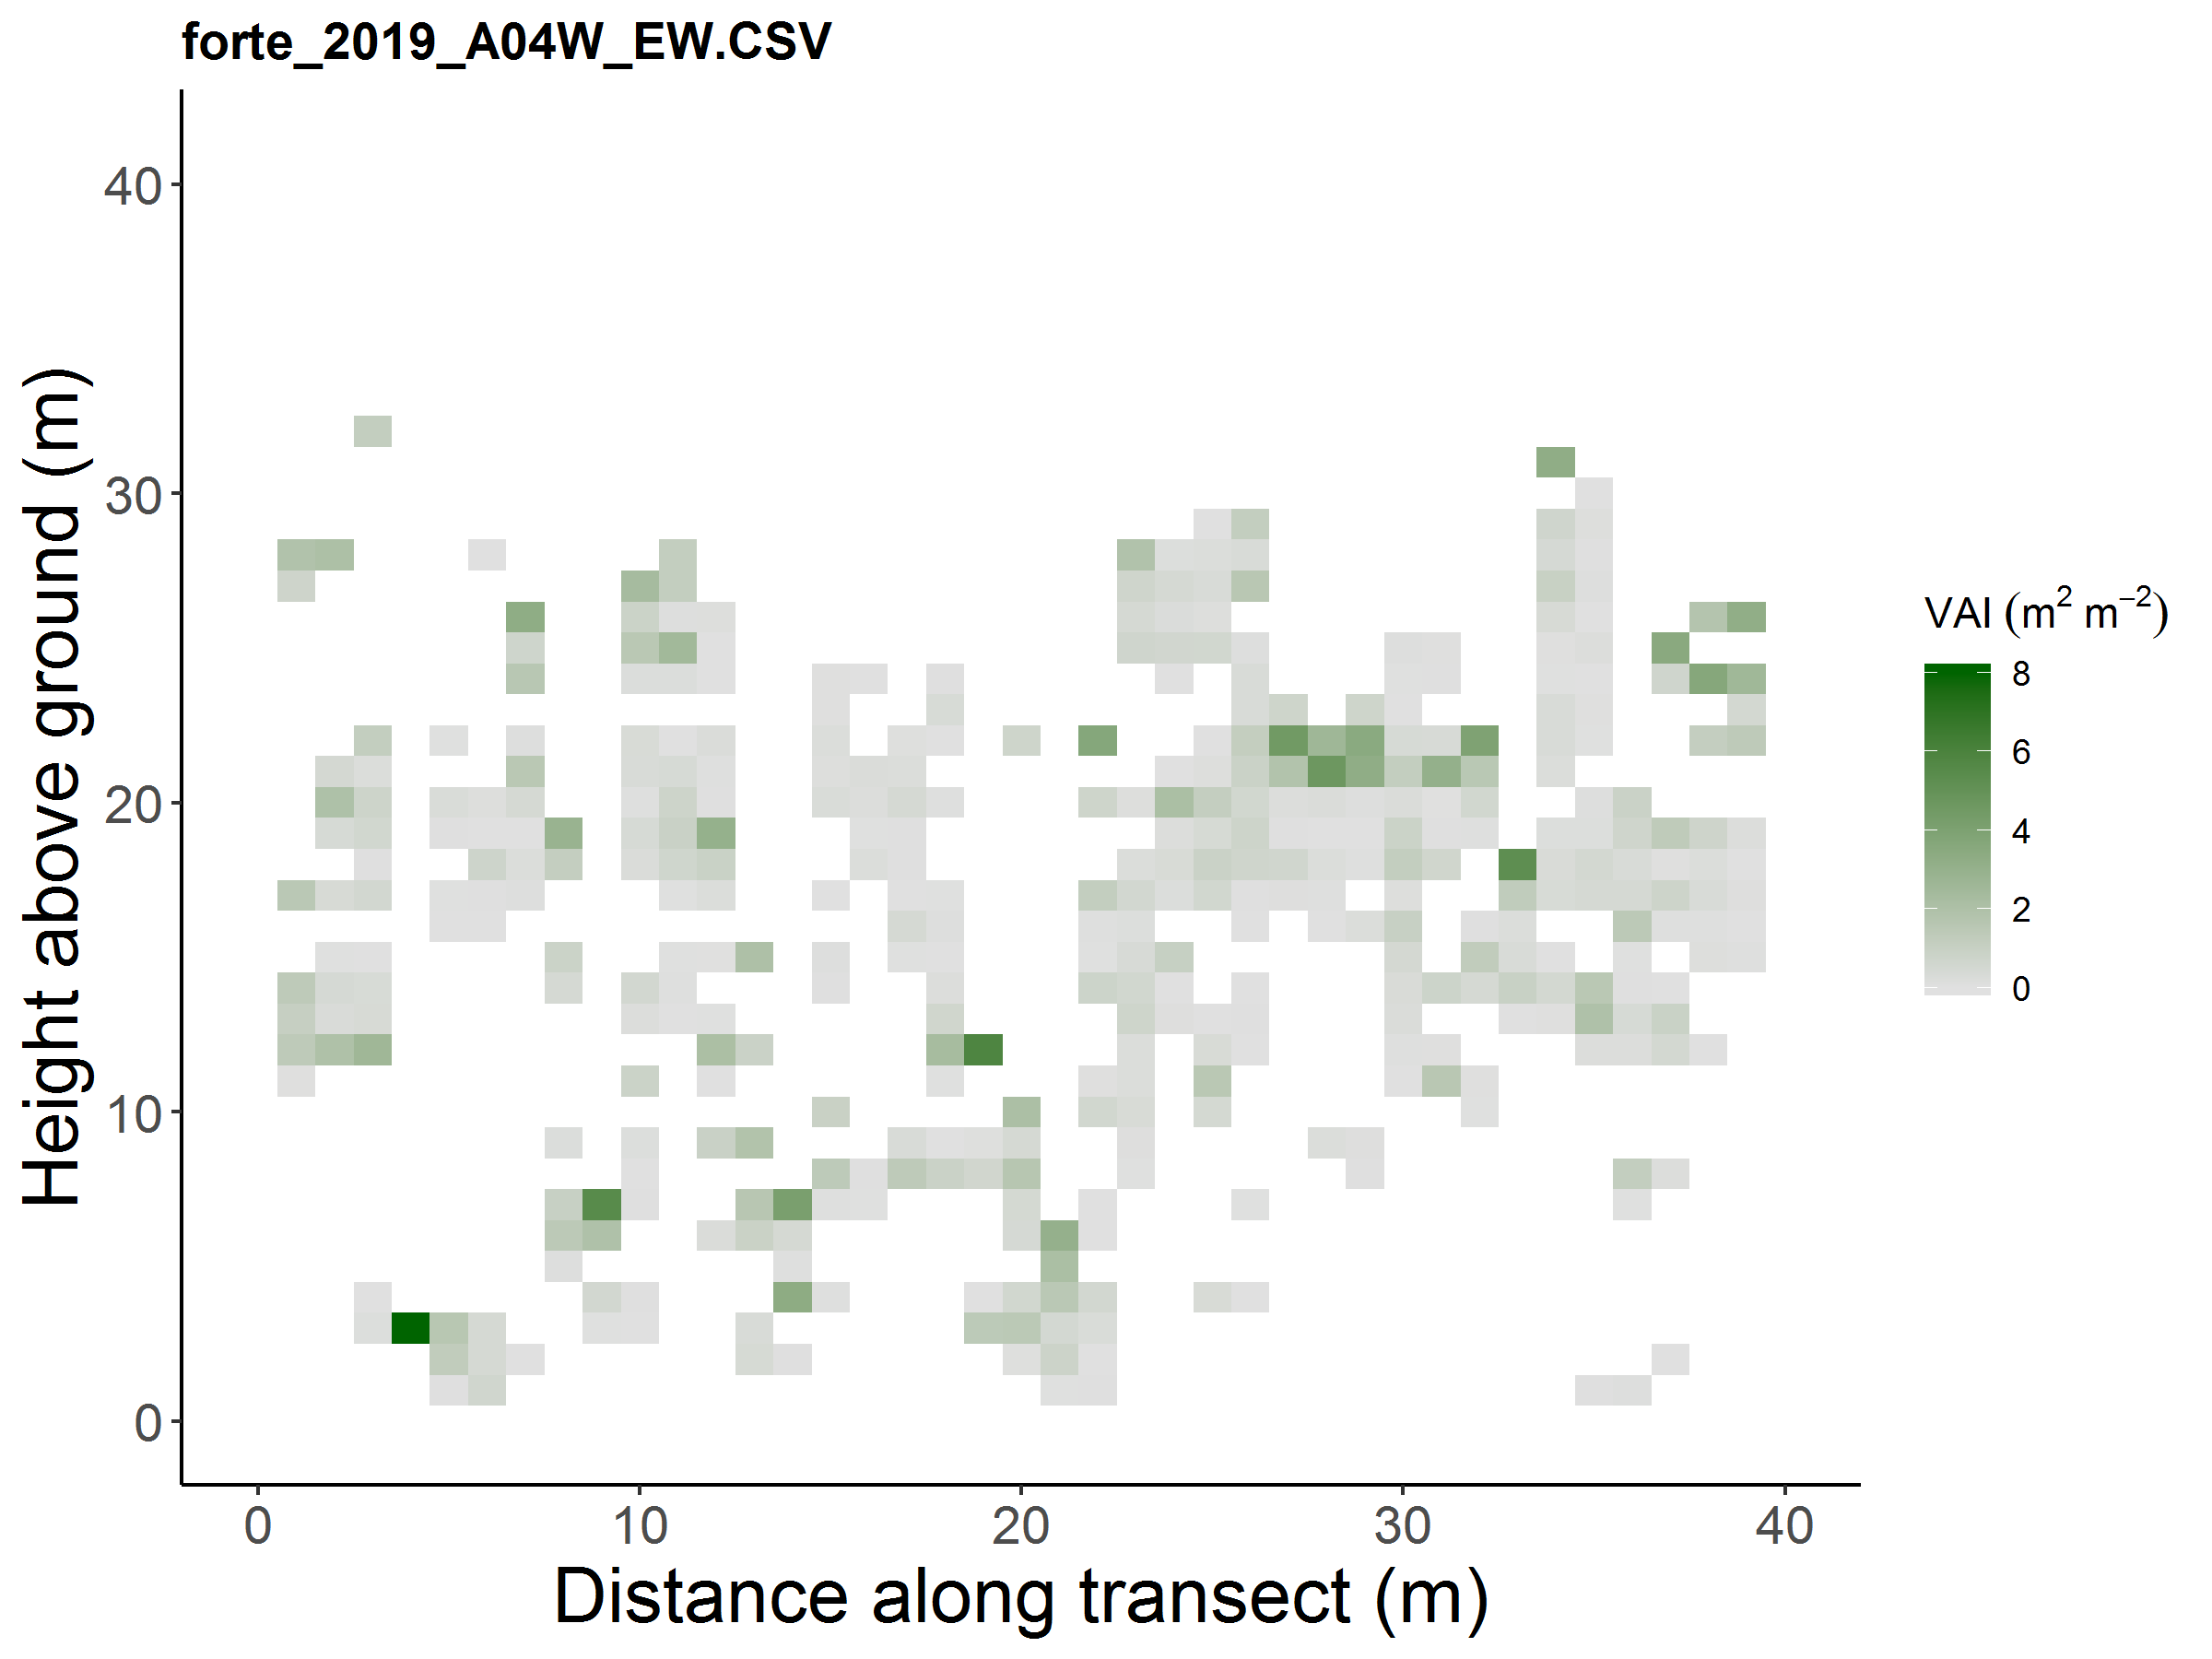 forte_2019_A04W_EW.CSV
Height above ground (m)
40
30
20
10
0
0 10 20 30 40
Distance along transect (m)
VAI (m² m⁻²)
8
6
4
2
0